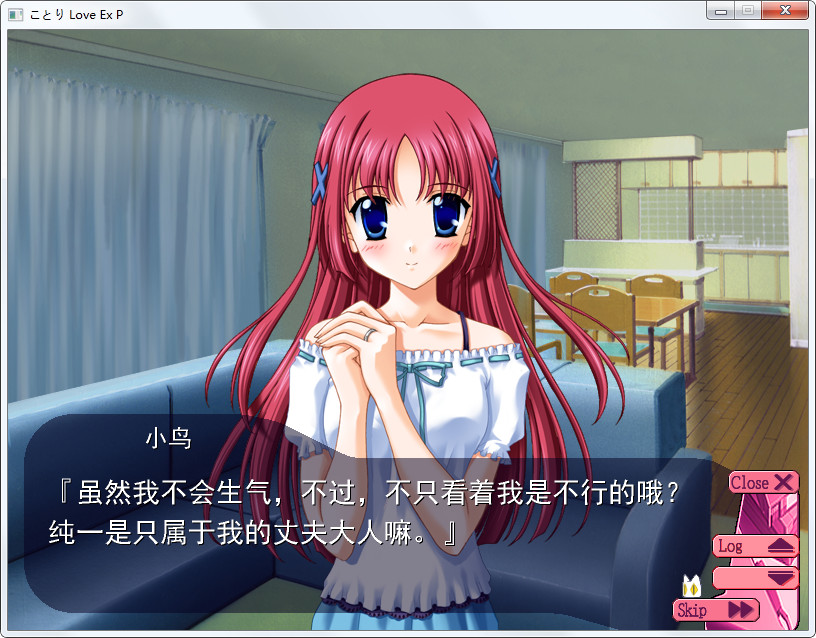 ことり Love Ex P
小鸟
『虽然我不会生气，不过，不只看着我是不行的哦？
纯一是只属于我的丈夫大人嘛。』
Close
Log
Skip